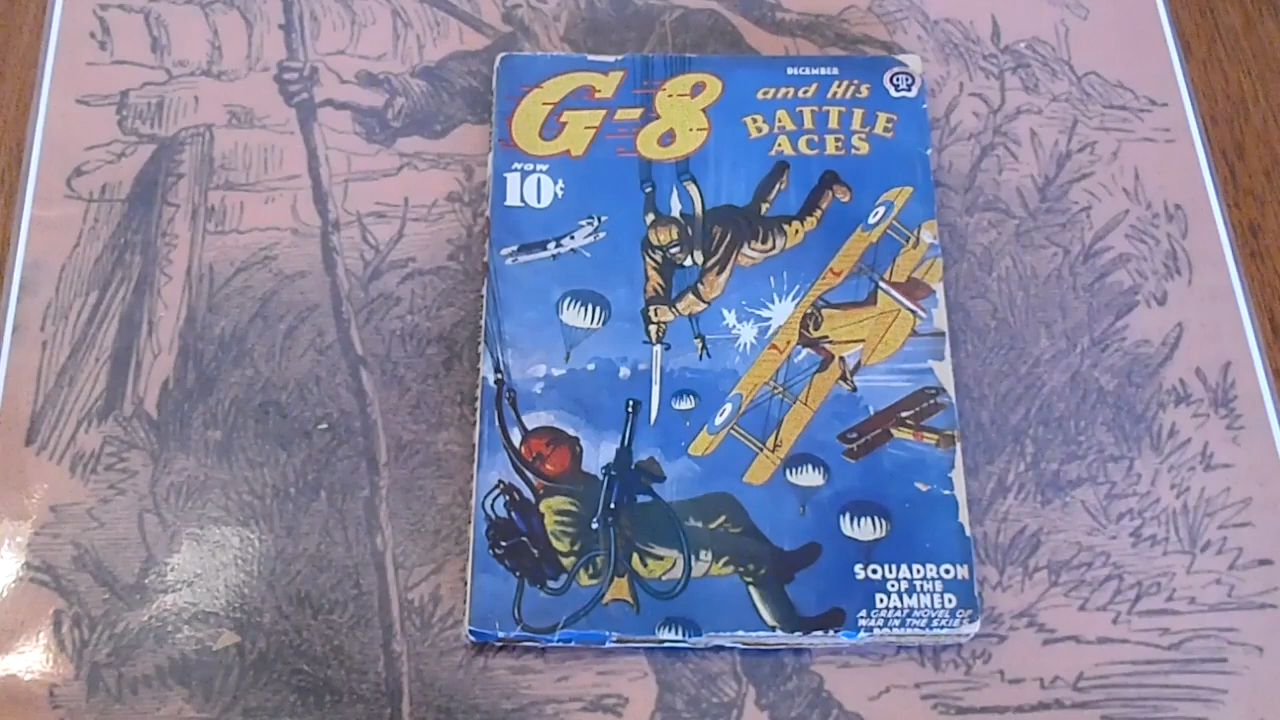 DECEMBER
G-8
and His
BATTLE
ACES
NOW
10¢
SQUADRON
OF THE
DAMNED
A GREAT NOVEL OF
WAR IN THE SKIES